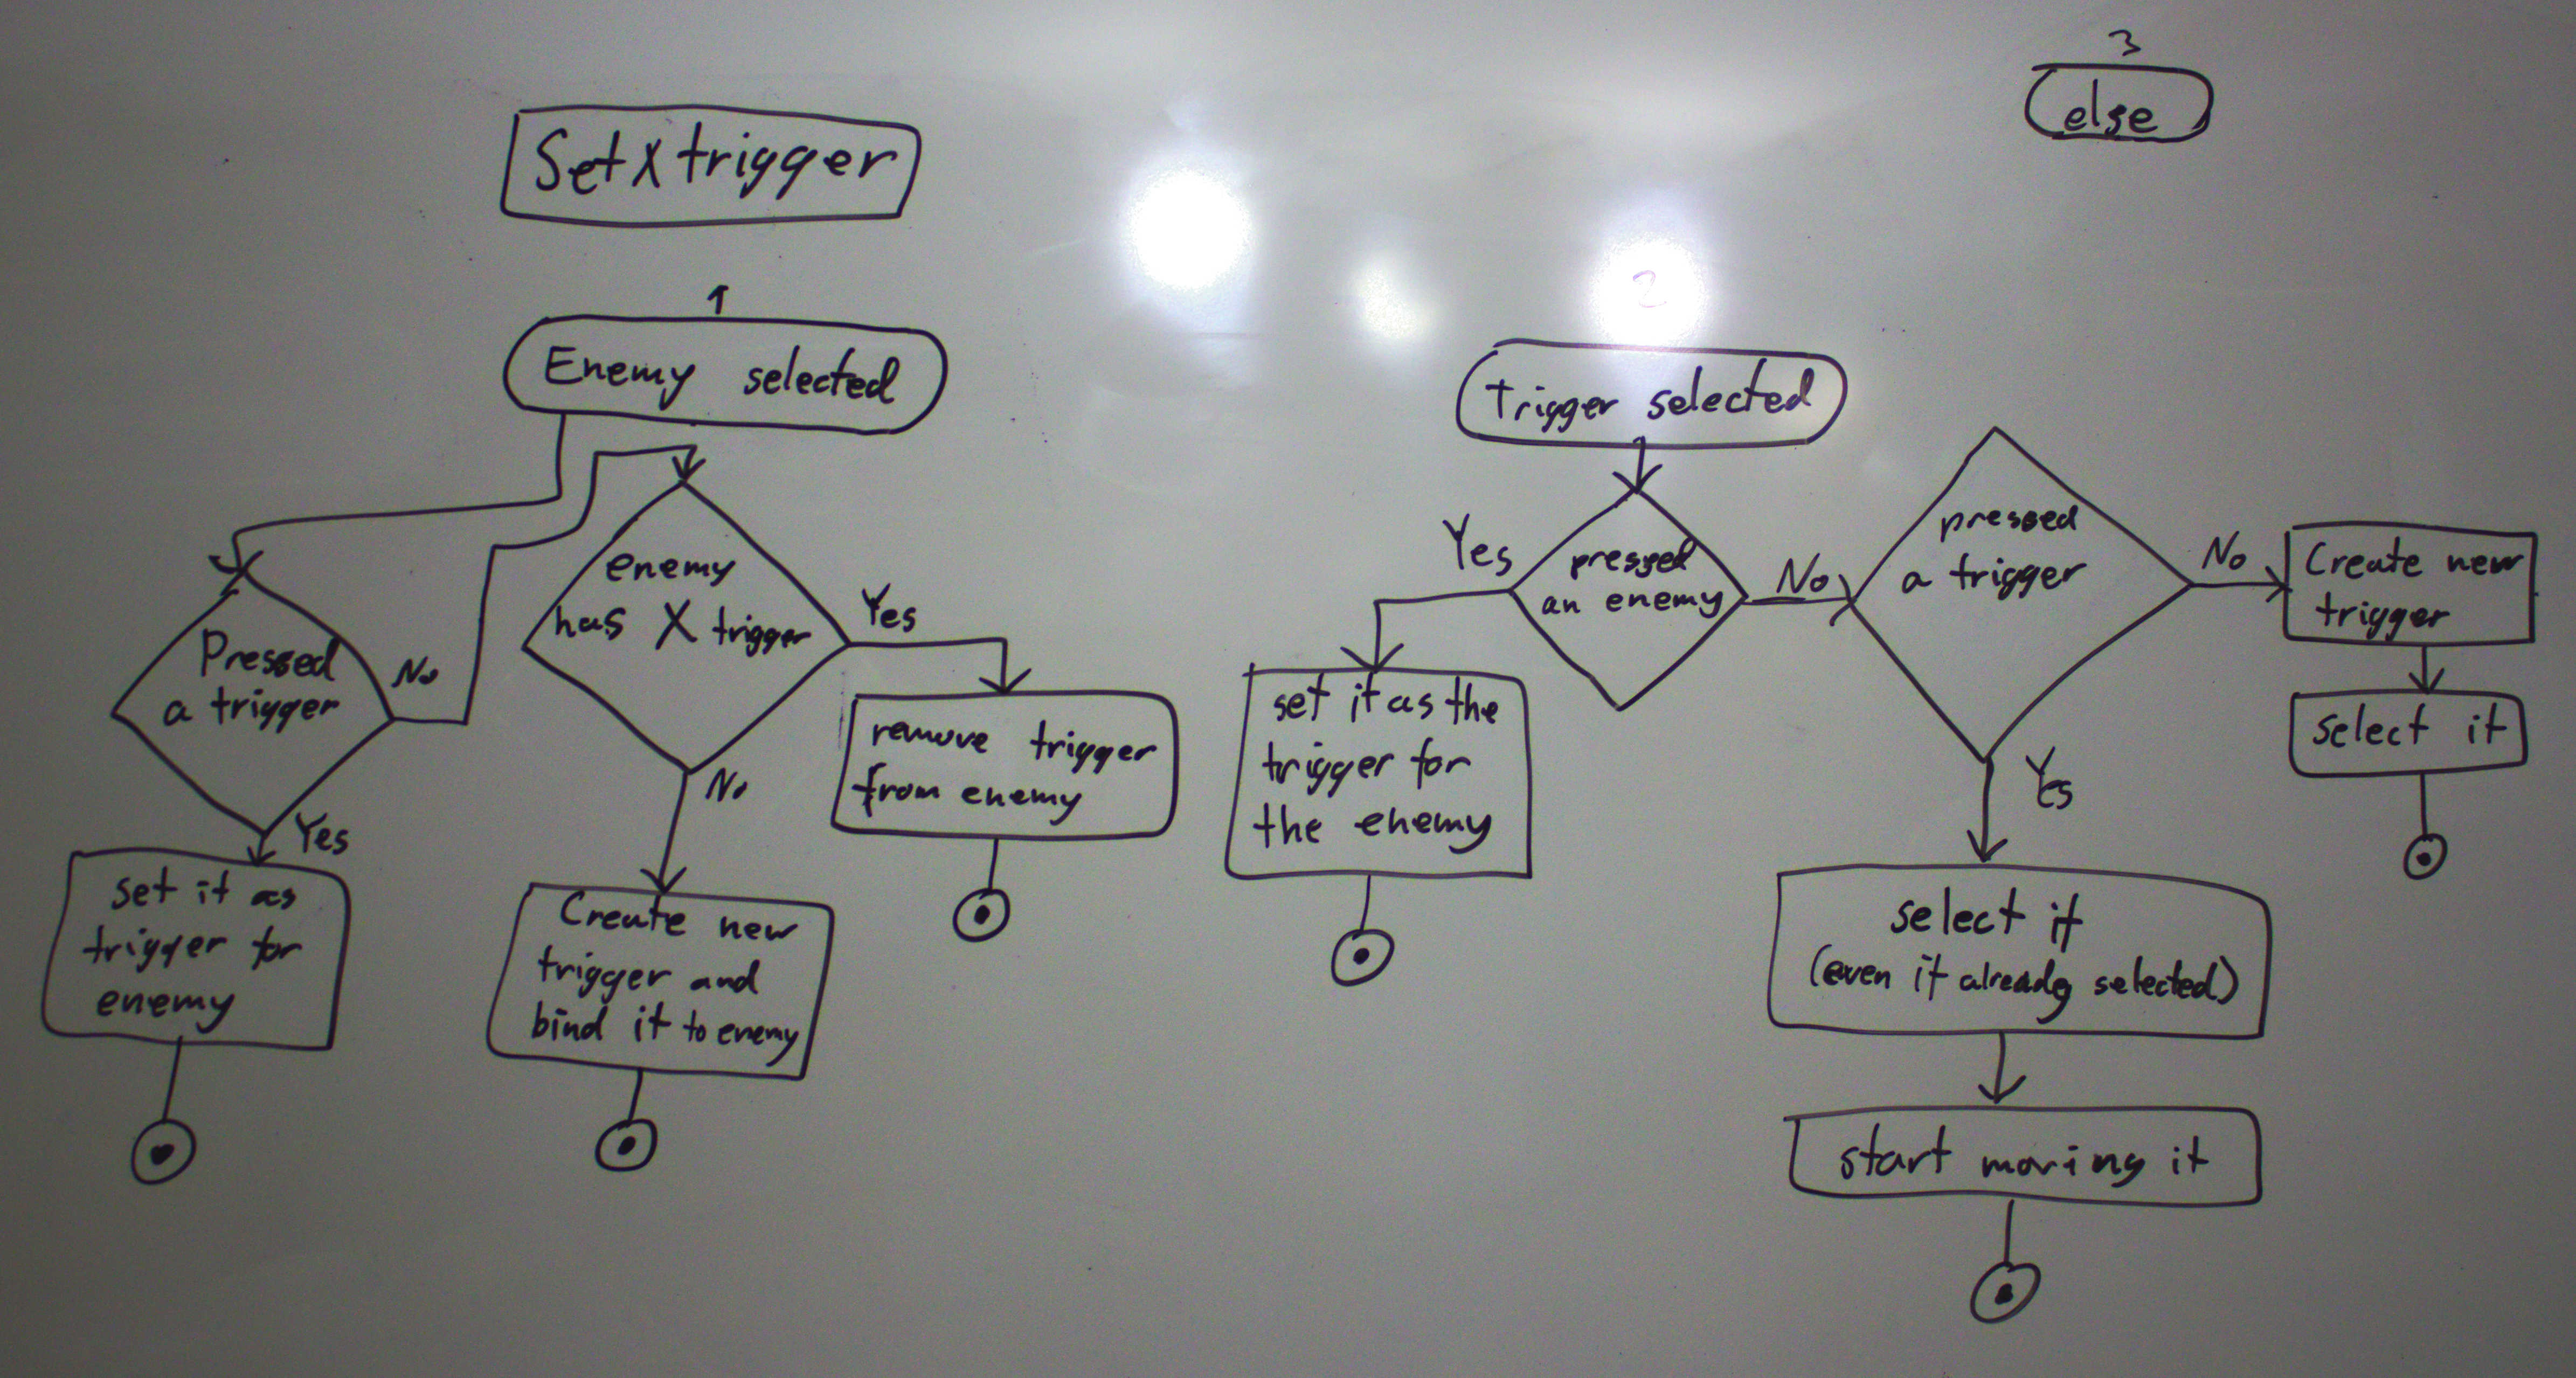 3
else
Set X trigger
1
Enemy selected
Pressed
a trigger
No
Yes
set it as
trigger for
enemy
enemy
has X trigger
Yes
remove trigger
from enemy
No
Create new
trigger and
bind it to enemy
2
Trigger selected
pressed
an enemy
Yes
set it as the
trigger for
the enemy
No
pressed
a trigger
No
Create new
trigger
select it
Yes
select it
(even if already selected)
start moving it